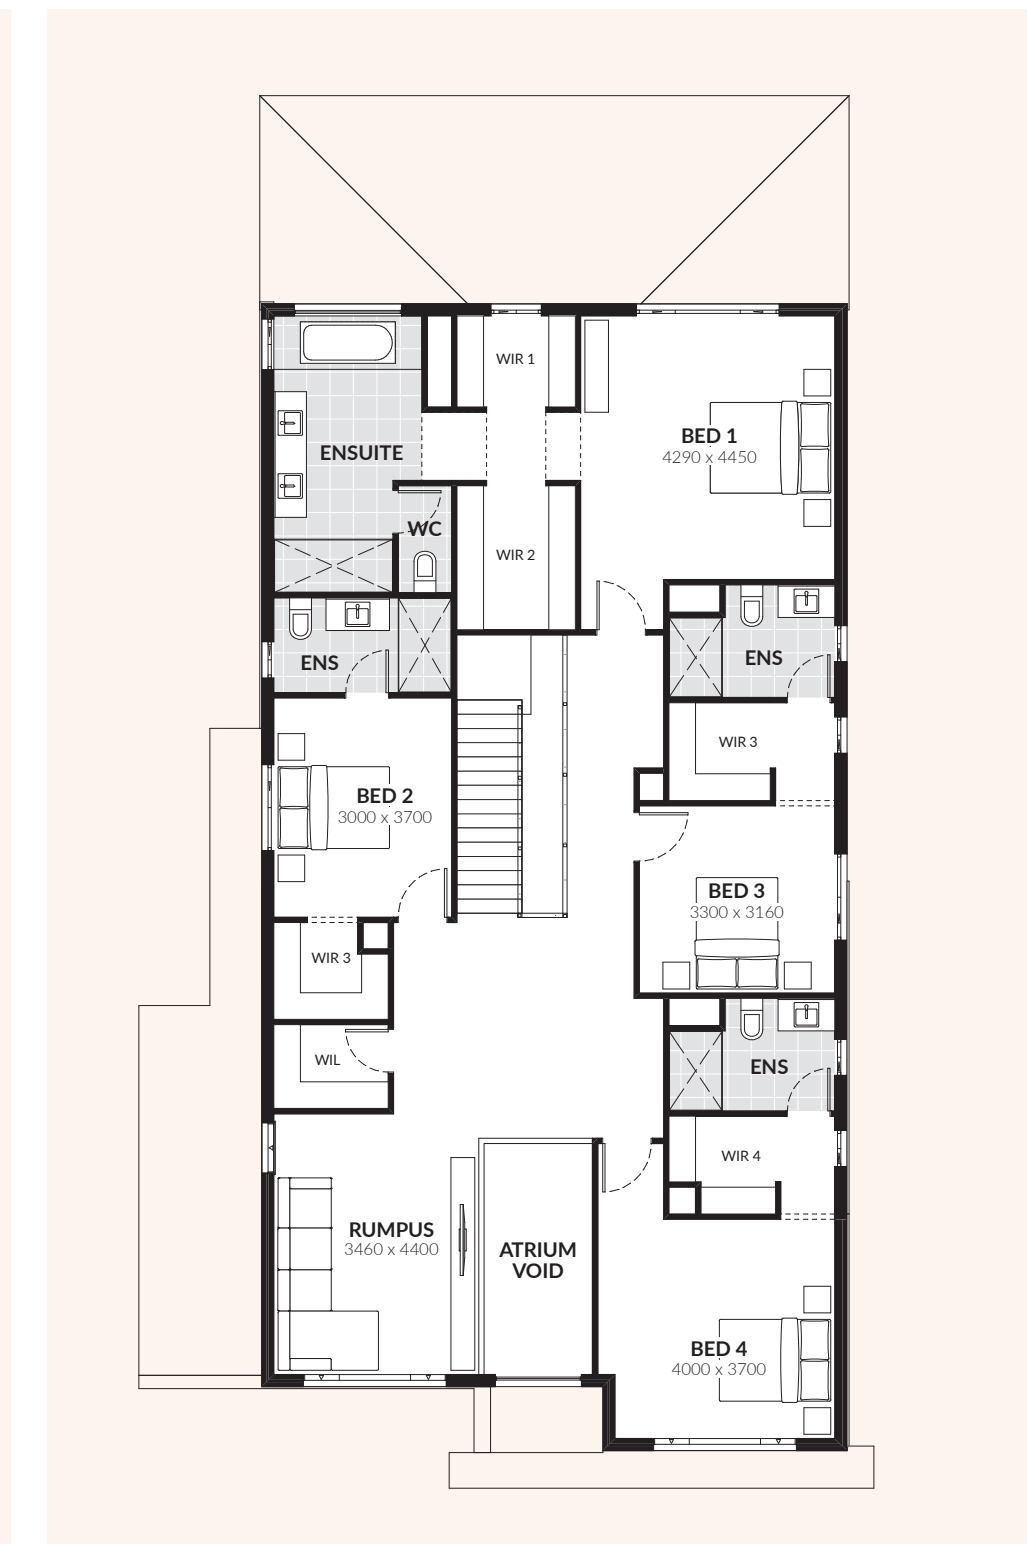 WIR 1
BED 1
4290 x 4450
ENSUITE
WC
WIR 2
ENS
ENS
WIR 3
BED 2
3000 x 3700
BED 3
3300 x 3160
WIR 3
WIL
ENS
WIR 4
RUMPUS
3460 x 4400
ATRIUM
VOID
BED 4
4000 x 3700